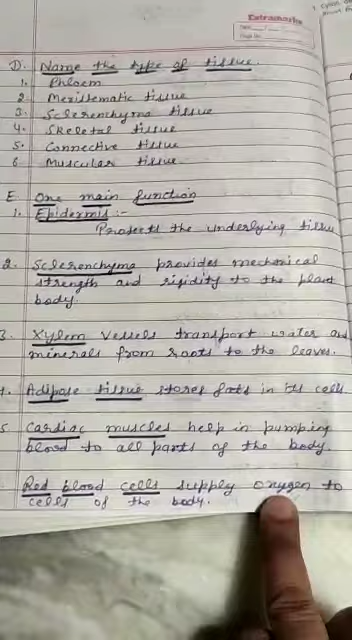 Extramarks
D. Name the type of tissue.
1. Phloem
2. Meristematic tissue
3. Sclerenchyma tissue
4. Skeletal tissue
5. Connective tissue
6. Muscular tissue
E. One main function
1. Epidermis :-
Protects the underlying tissue
2. Sclerenchyma provides mechanical
strength and rigidity to the plant
body.
3. Xylem vessels transport water and
minerals from roots to the leaves.
4. Adipose tissue stores fats in its cells
5. Cardiac muscles help in pumping
blood to all parts of the body.
Red blood cells supply oxygen to
cells of the body.